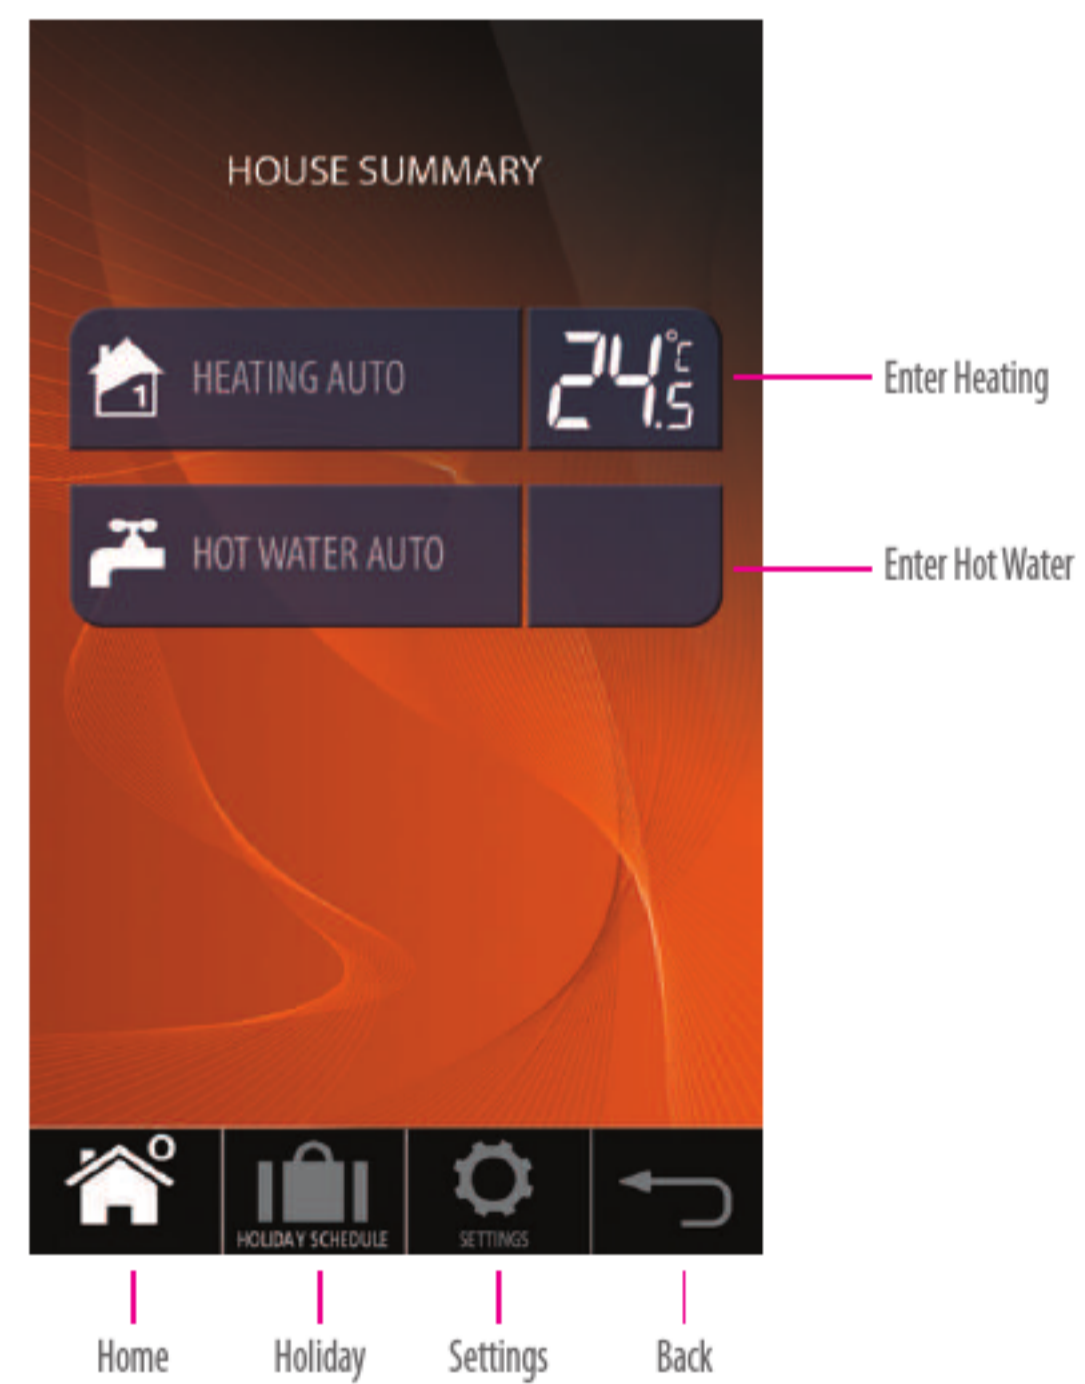 HOUSE SUMMARY
1 HEATING AUTO 24.5 °C
Enter Heating
HOT WATER AUTO
Enter Hot Water
HOLIDAY SCHEDULE
SETTINGS
Home
Holiday
Settings
Back